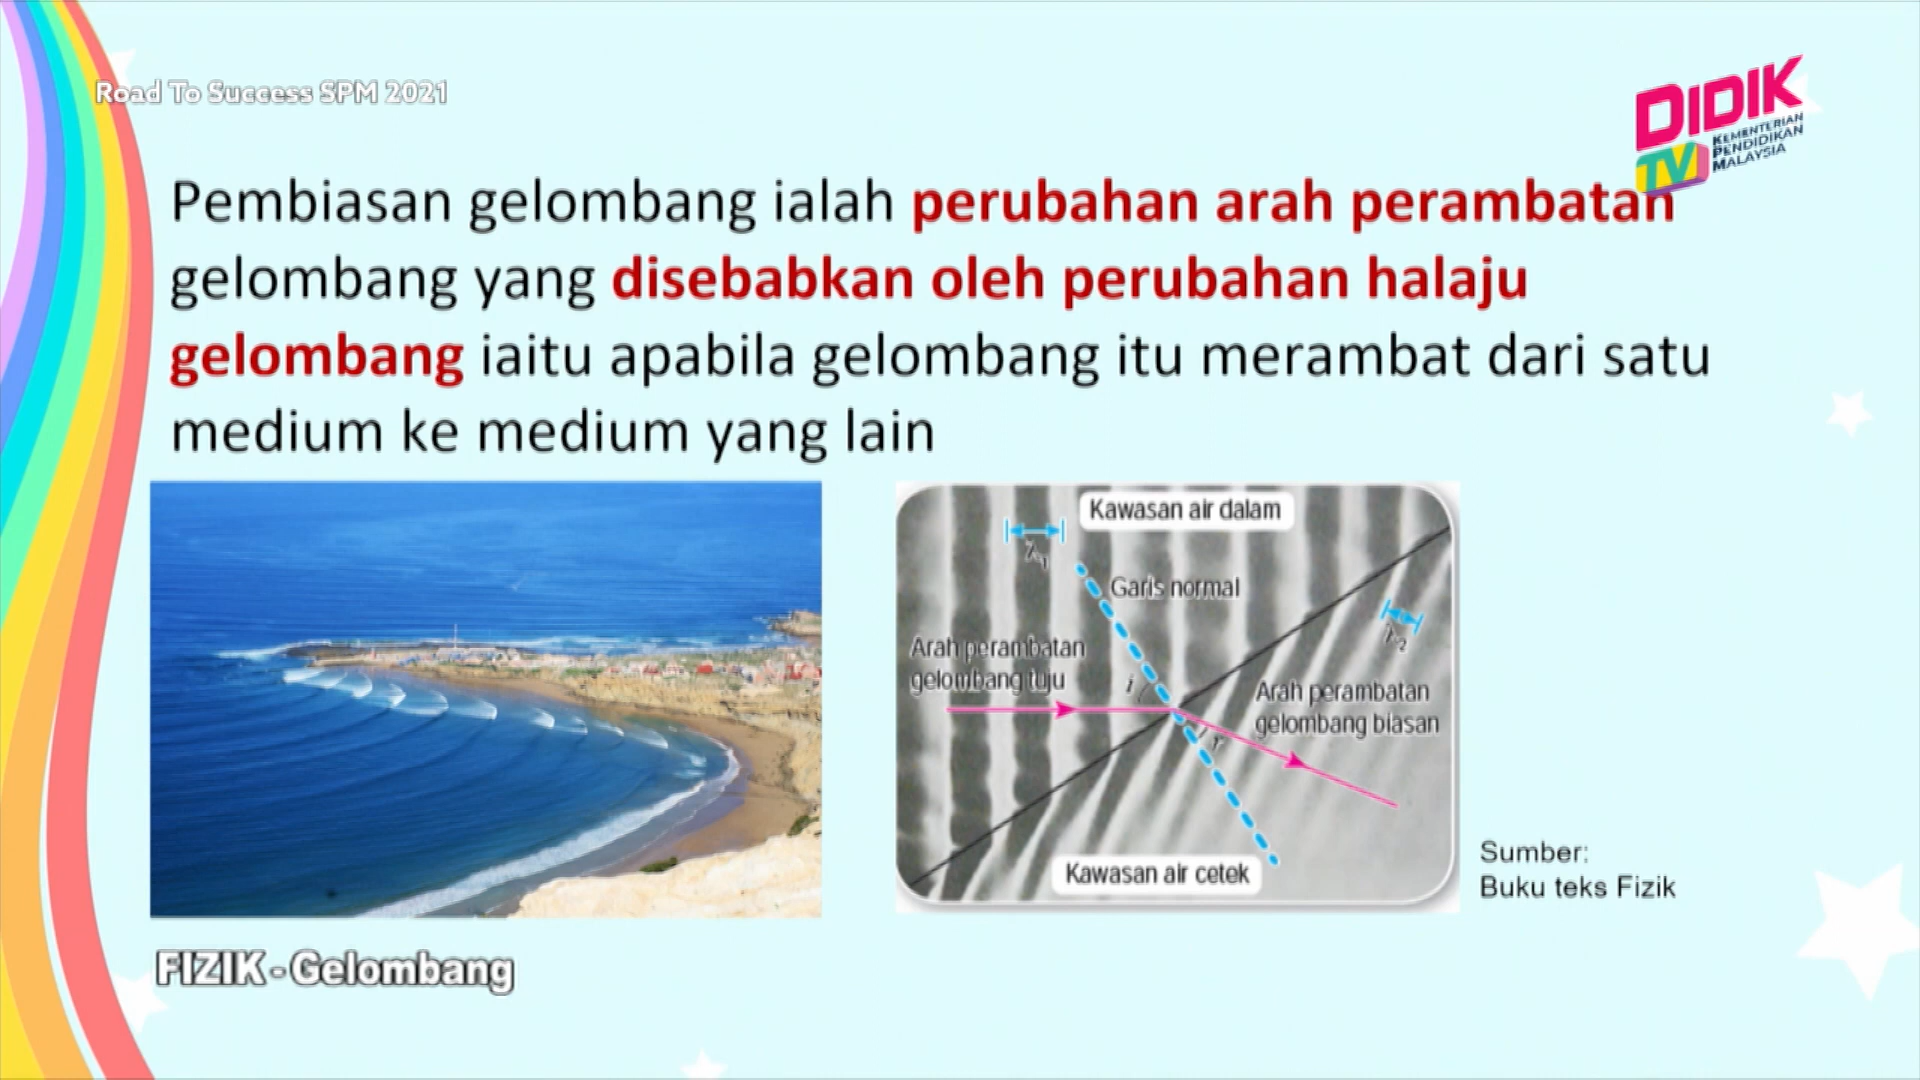 Road To Success SPM 2021
DIDIK
TV
KEMENTERIAN
PENDIDIKAN
MALAYSIA
Pembiasan gelombang ialah perubahan arah perambatan
gelombang yang disebabkan oleh perubahan halaju
gelombang iaitu apabila gelombang itu merambat dari satu
medium ke medium yang lain
Kawasan air dalam
λ1
Garis normal
λ2
Arah perambatan
gelombang tuju
i
Arah perambatan
gelombang biasan
r
Kawasan air cetek
Sumber:
Buku teks Fizik
FIZIK - Gelombang